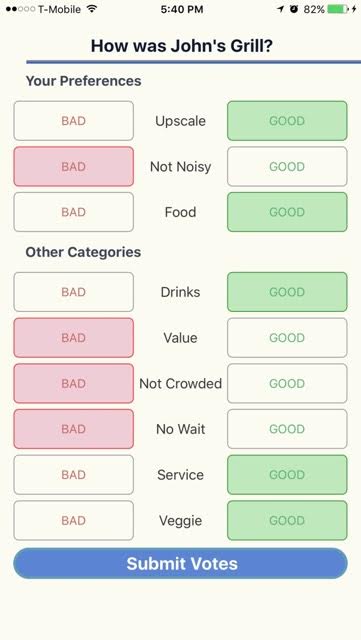 T-Mobile 5:40 PM 82%
How was John's Grill?
Your Preferences
BAD Upscale GOOD
BAD Not Noisy GOOD
BAD Food GOOD
Other Categories
BAD Drinks GOOD
BAD Value GOOD
BAD Not Crowded GOOD
BAD No Wait GOOD
BAD Service GOOD
BAD Veggie GOOD
Submit Votes